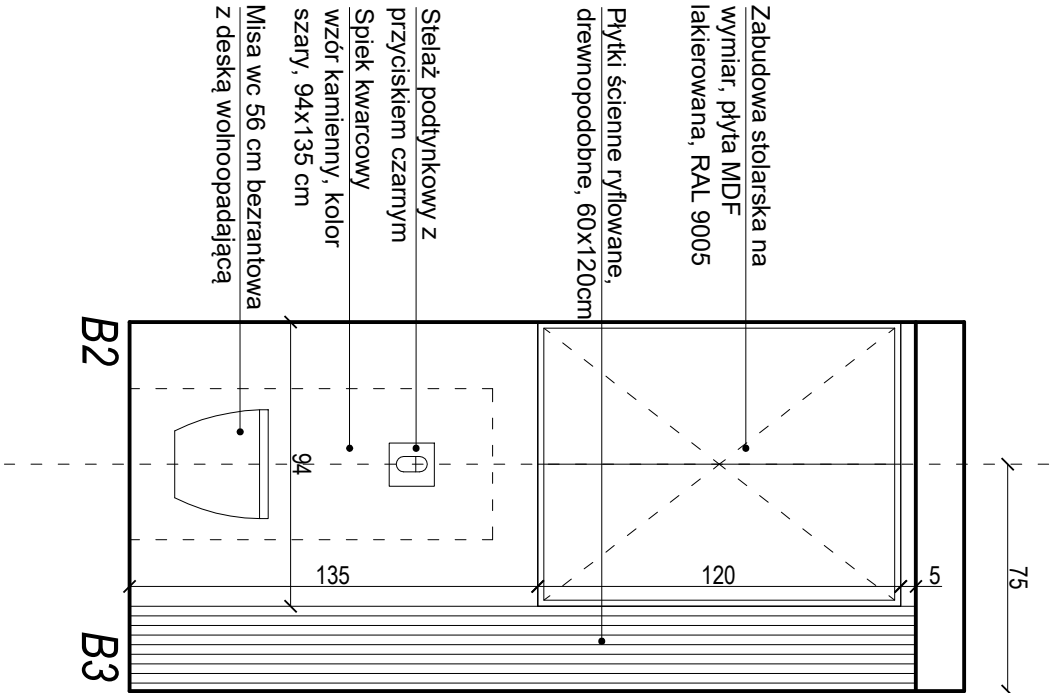 Zabudowa stolarska na
wymiar, płyta MDF
lakierowana, RAL 9005
Płytki ścienne ryflowane,
drewnopodobne, 60x120cm
Stelaż podtynkowy z
przyciskiem czarnym
Spiek kwarcowy
wzór kamienny, kolor
szary, 94x135 cm
Misa wc 56 cm bezrantowa
z deską wolnoopadającą
B2
B3
94
135
120
5
75